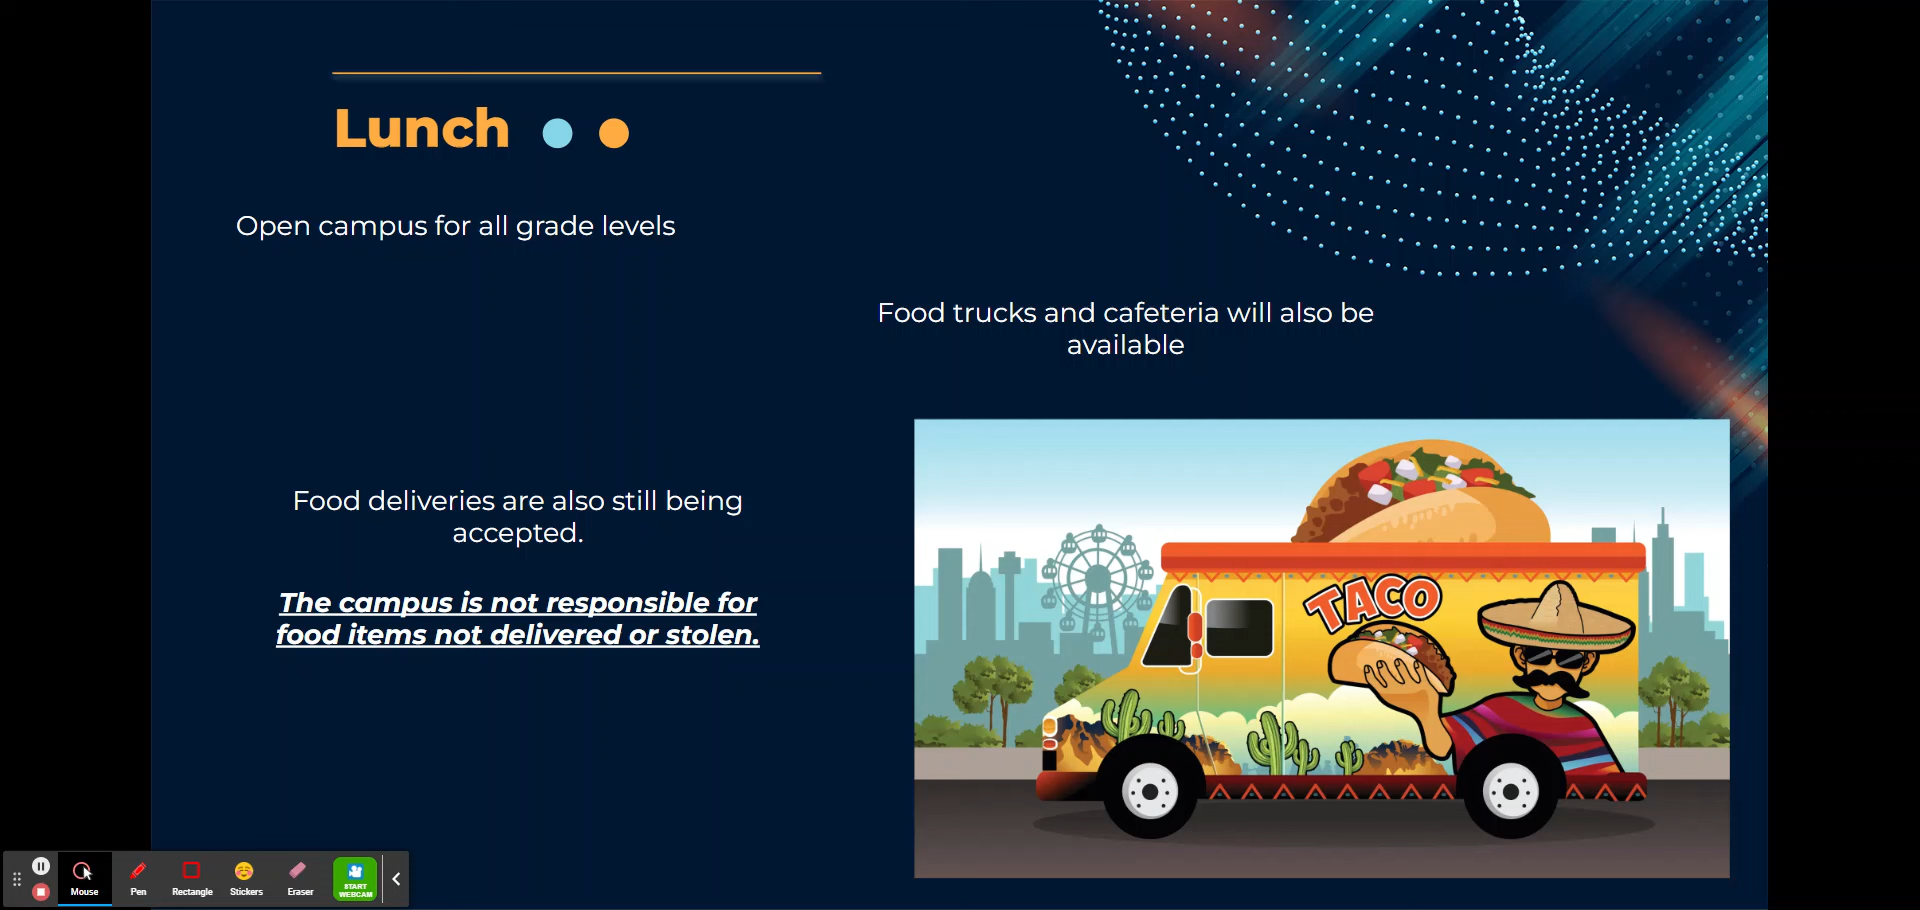 Lunch
Open campus for all grade levels
Food trucks and cafeteria will also be
available
Food deliveries are also still being
accepted.
The campus is not responsible for
food items not delivered or stolen.
TACO
Mouse
Pen
Rectangle
Stickers
Eraser
START
WEBCAM